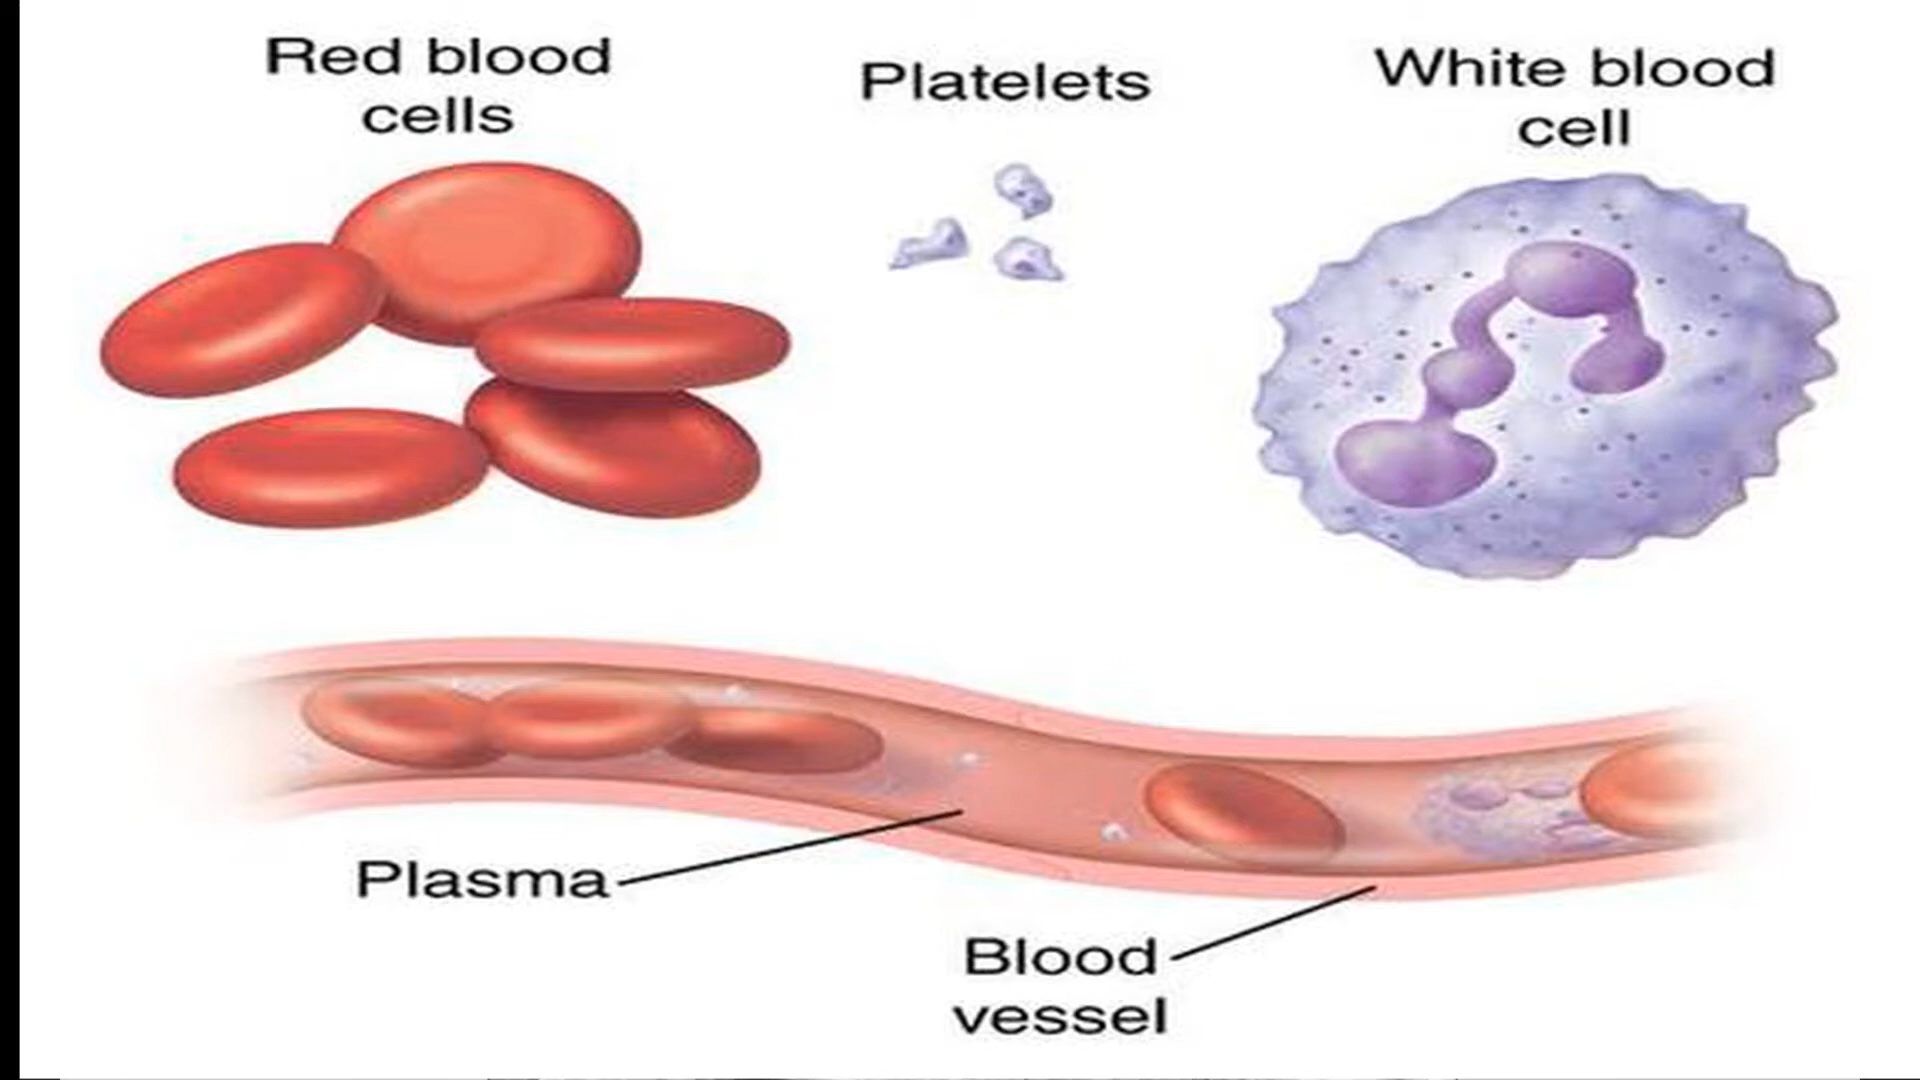 Red blood
cells
Platelets
White blood
cell
Plasma
Blood
vessel